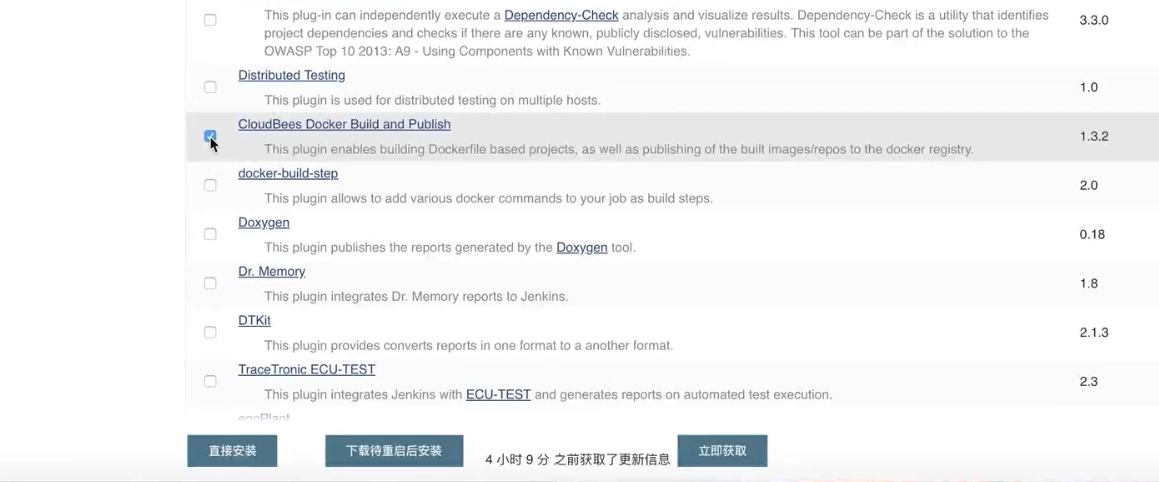 This plug-in can independently execute a Dependency-Check analysis and visualize results. Dependency-Check is a utility that identifies
project dependencies and checks if there are any known, publicly disclosed, vulnerabilities. This tool can be part of the solution to the
OWASP Top 10 2013: A9 - Using Components with Known Vulnerabilities.
3.3.0
Distributed Testing
This plugin is used for distributed testing on multiple hosts.
1.0
CloudBees Docker Build and Publish
This plugin enables building Dockerfile based projects, as well as publishing of the built images/repos to the docker registry.
1.3.2
docker-build-step
This plugin allows to add various docker commands to your job as build steps.
2.0
Doxygen
This plugin publishes the reports generated by the Doxygen tool.
0.18
Dr. Memory
This plugin integrates Dr. Memory reports to Jenkins.
1.8
DTKit
This plugin provides converts reports in one format to a another format.
2.1.3
TraceTronic ECU-TEST
This plugin integrates Jenkins with ECU-TEST and generates reports on automated test execution.
2.3
eggPlant
直接安装 下载待重启后安装 4 小时 9 分 之前获取了更新信息 立即获取